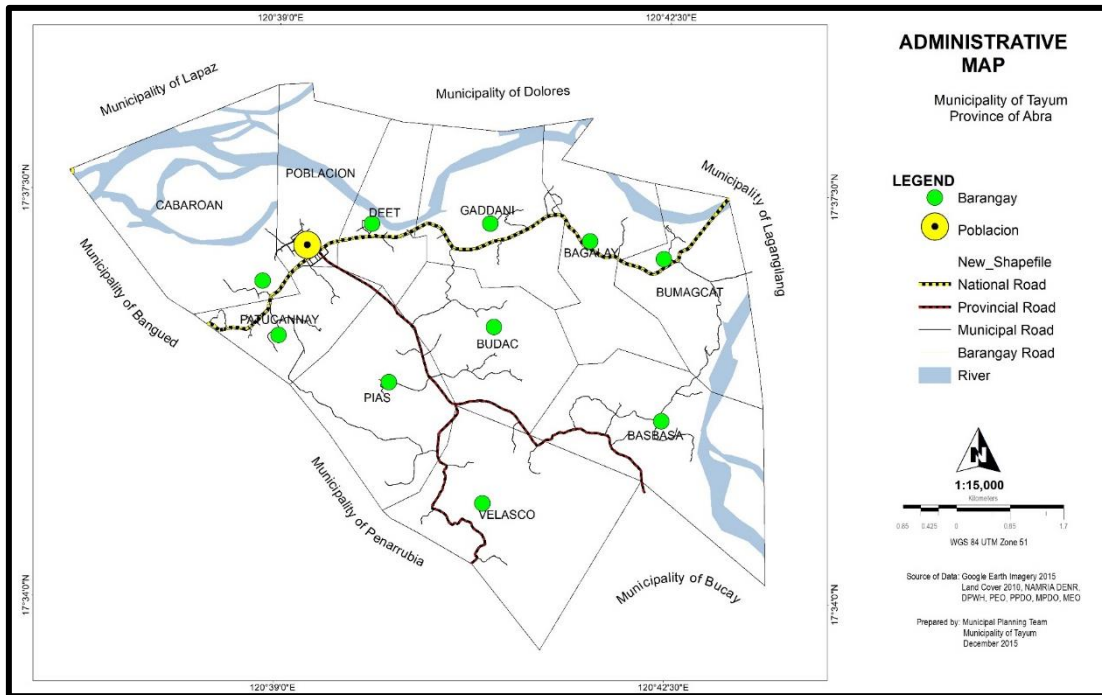 120°39'0"E
120°42'30"E
ADMINISTRATIVE
MAP
Municipality of Tayum
Province of Abra
Municipality of Lapaz
Municipality of Dolores
Municipality of Lagangilang
17°37'30"N
17°37'30"N
POBLACION
CABAROAN
DEET
GADDANI
BAGALAY
BUMAGCAT
Municipality of Bangued
PATUCANNAY
BUDAC
PIAS
BASBASA
VELASCO
Municipality of Penarrubia
Municipality of Bucay
17°34'0"N
17°34'0"N
120°39'0"E
120°42'30"E
LEGEND
Barangay
Poblacion
New_Shapefile
National Road
Provincial Road
Municipal Road
Barangay Road
River
N
1:15,000
Kilometers
0.85 0.425 0 0.85 1.7
WGS 84 UTM Zone 51
Source of Data: Google Earth Imagery 2015
Land Cover 2010, NAMRIA DENR,
DPWH, PEO, PPDO, MPDO, MEO
Prepared by: Municipal Planning Team
Municipality of Tayum
December 2015